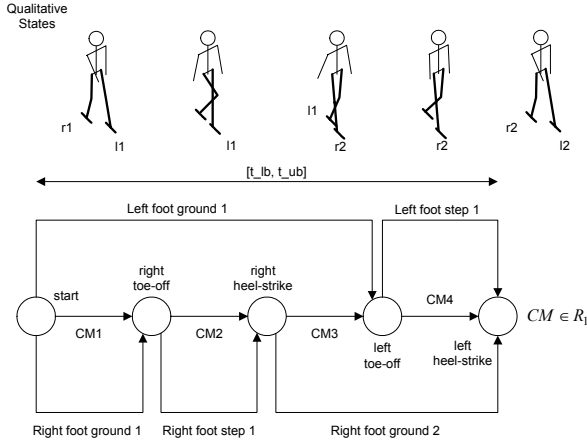 Qualitative
States
r1
l1
l1
l1
r2
r2
r2
l2
[t_lb, t_ub]
Left foot ground 1
Left foot step 1
start
right
toe-off
right
heel-strike
CM1
CM2
CM3
CM4
left
toe-off
left
heel-strike
CM ∈ R1
Right foot ground 1
Right foot step 1
Right foot ground 2